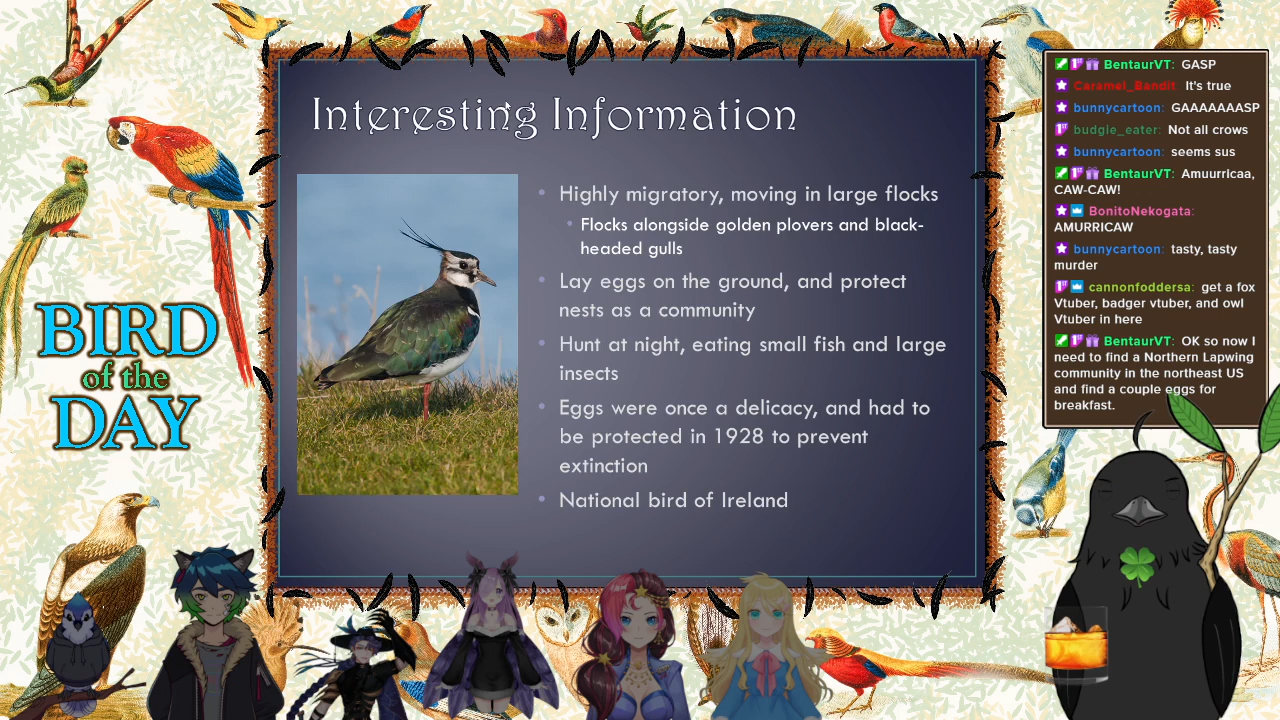 Interesting Information
Highly migratory, moving in large flocks
Flocks alongside golden plovers and black-
headed gulls
Lay eggs on the ground, and protect
nests as a community
Hunt at night, eating small fish and large
insects
Eggs were once a delicacy, and had to
be protected in 1928 to prevent
extinction
National bird of Ireland
BIRD
of the
DAY
BentaurVT: GASP
Caramel_Bandit: It's true
bunnycartoon: GAAAAAAASP
budgle_eater: Not all crows
bunnycartoon: seems sus
BentaurVT: Amuurricaa,
CAW-CAW!
BonitoNekogata:
AMURRICAW
bunnycartoon: tasty, tasty
murder
cannonfoddersa: get a fox
Vtuber, badger vtuber, and owl
Vtuber in here
BentaurVT: OK so now I
need to find a Northern Lapwing
community in the northeast US
and find a couple eggs for
breakfast.